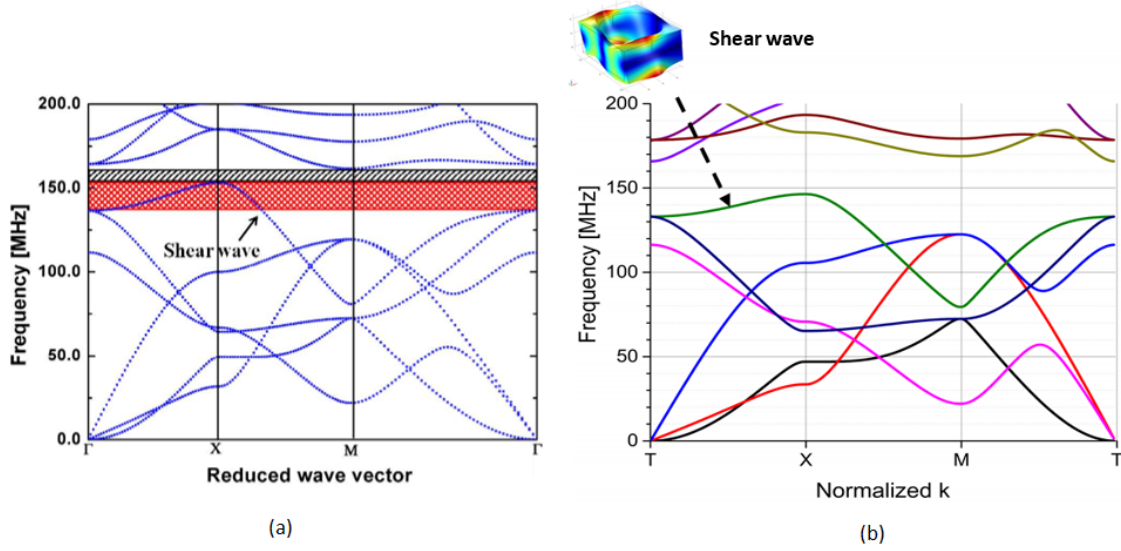 Shear wave
200.0
150.0
100.0
50.0
0.0
Frequency [MHz]
Shear wave
Γ
X
M
Γ
Reduced wave vector
(a)
200
150
100
50
0
Frequency [MHz]
T
X
M
T
Normalized k
(b)